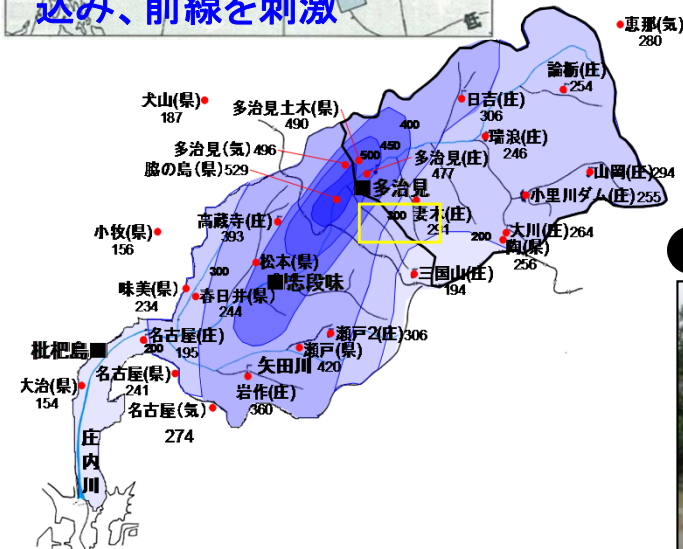 込み、前線を刺激
低
恵那(気)
280
論栃(庄)
254
犬山(県)
187
多治見土木(県)
490
日吉(庄)
306
400
450
500
瑞浪(庄)
246
多治見(気)496
多治見(庄)
477
脇の島(県)529
山岡(庄)294
多治見
小里川ダム(庄)255
300
妻木(庄)
291
高蔵寺(庄)
393
小牧(県)
156
200
大川(庄)264
陶(県)
256
松本(県)
300
三国山(庄)
194
志段味
味美(県)
234
春日井(県)
244
名古屋(庄)
195
瀬戸2(庄)306
枇杷島
200
瀬戸(県)
420
矢田川
大治(県)
154
名古屋(県)
241
岩作(庄)
360
名古屋(気)
274
庄内川